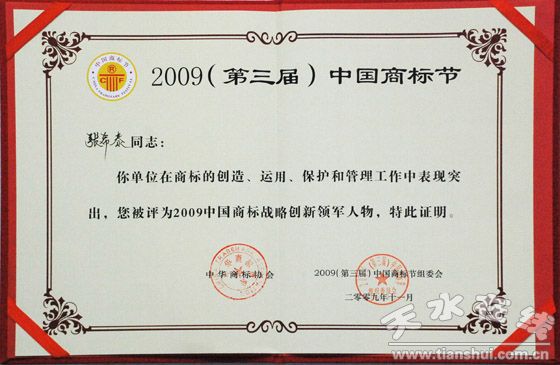 2009(第三届)中国商标节
張希泰同志：
你单位在商标的创造、运用、保护和管理工作中表现突
出，您被评为2009中国商标战略创新领军人物，特此证明。
中华商标协会
2009(第三届)中国商标节组委会
二零零九年十一月
天水在线
www.tianshui.com.cn